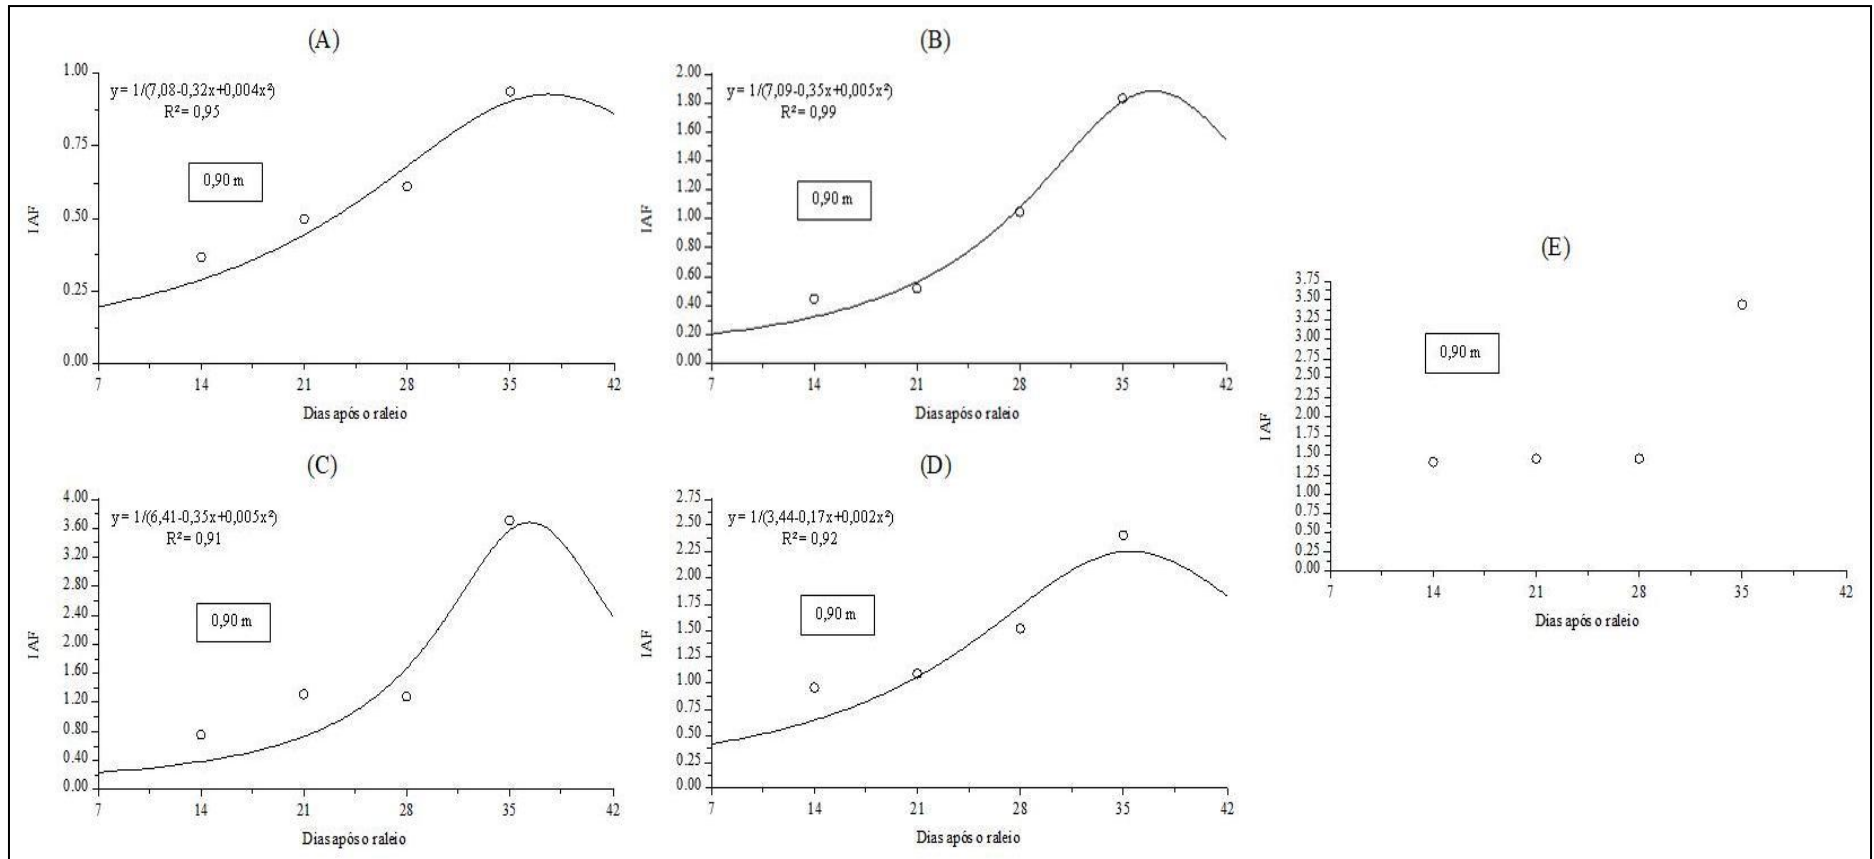 (A)
1.00
0.75
0.50
0.25
0.00
y = 1/(7,08-0,32x+0,004x²)
R² = 0,95
0,90 m
IAF
7 14 21 28 35 42
Dias após o raleio
(B)
2.00
1.80
1.60
1.40
1.20
1.00
0.80
0.60
0.40
0.20
0.00
y = 1/(7,09-0,35x+0,005x²)
R² = 0,99
0,90 m
IAF
7 14 21 28 35 42
Dias após o raleio
(C)
4.00
3.60
3.20
2.80
2.40
2.00
1.60
1.20
0.80
0.40
0.00
y = 1/(6,41-0,35x+0,005x²)
R² = 0,91
0,90 m
IAF
7 14 21 28 35 42
Dias após o raleio
(D)
2.75
2.50
2.25
2.00
1.75
1.50
1.25
1.00
0.75
0.50
0.25
0.00
y = 1/(3,44-0,17x+0,002x²)
R² = 0,92
0,90 m
IAF
7 14 21 28 35 42
Dias após o raleio
(E)
3.75
3.50
3.25
3.00
2.75
2.50
2.25
2.00
1.75
1.50
1.25
1.00
0.75
0.50
0.25
0.00
0,90 m
IAF
7 14 21 28 35 42
Dias após o raleio